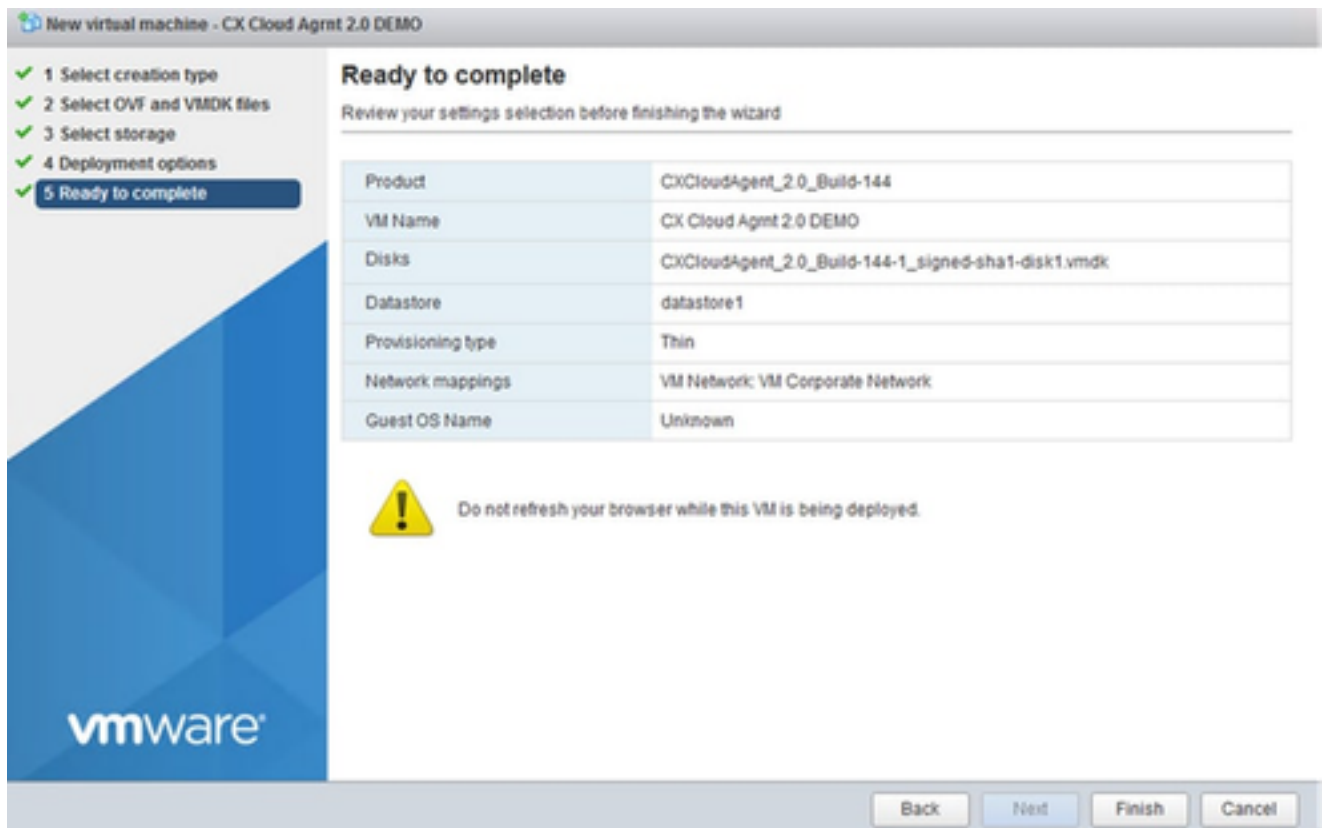 New virtual machine - CX Cloud Agrnt 2.0 DEMO
1 Select creation type
2 Select OVF and VMDK files
3 Select storage
4 Deployment options
5 Ready to complete
Ready to complete
Review your settings selection before finishing the wizard
Product CXCloudAgent_2.0_Build-144
VM Name CX Cloud Agrnt 2.0 DEMO
Disks CXCloudAgent_2.0_Build-144-1_signed-sha1-disk1.vmdk
Datastore datastore1
Provisioning type Thin
Network mappings VM Network: VM Corporate Network
Guest OS Name Unknown
Do not refresh your browser while this VM is being deployed.
vmware
Back Next Finish Cancel